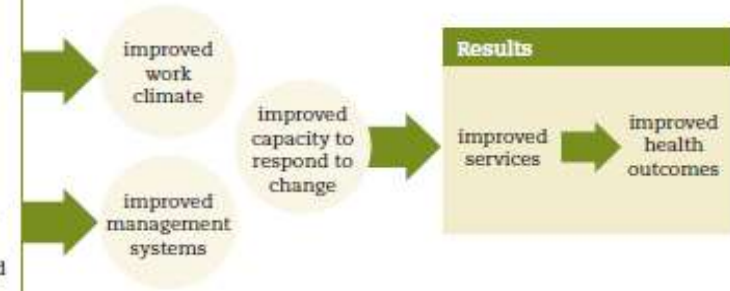 improved
work
climate
improved
management
systems
improved
capacity to
respond to
change
Results
improved
services
improved
health
outcomes